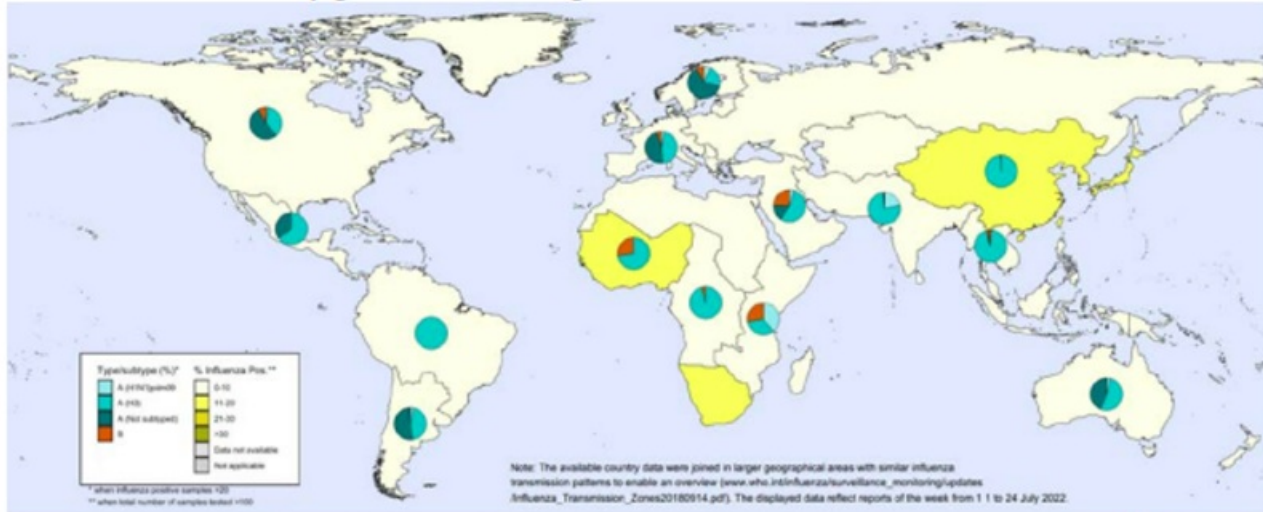 Type/subtype (%)*
A (H1N1)pdm09
A (H3)
A (Not subtyped)
B
% Influenza Pos.**
0-10
11-20
21-30
>30
Data not available
Not applicable
* when influenza positive samples >20
** when total number of samples tested >100
Note: The available country data were joined in larger geographical areas with similar influenza
transmission patterns to enable an overview (www.who.int/influenza/surveillance_monitoring/updates
/Influenza_Transmission_Zones20180914.pdf). The displayed data reflect reports of the week from 1 1 to 24 July 2022.